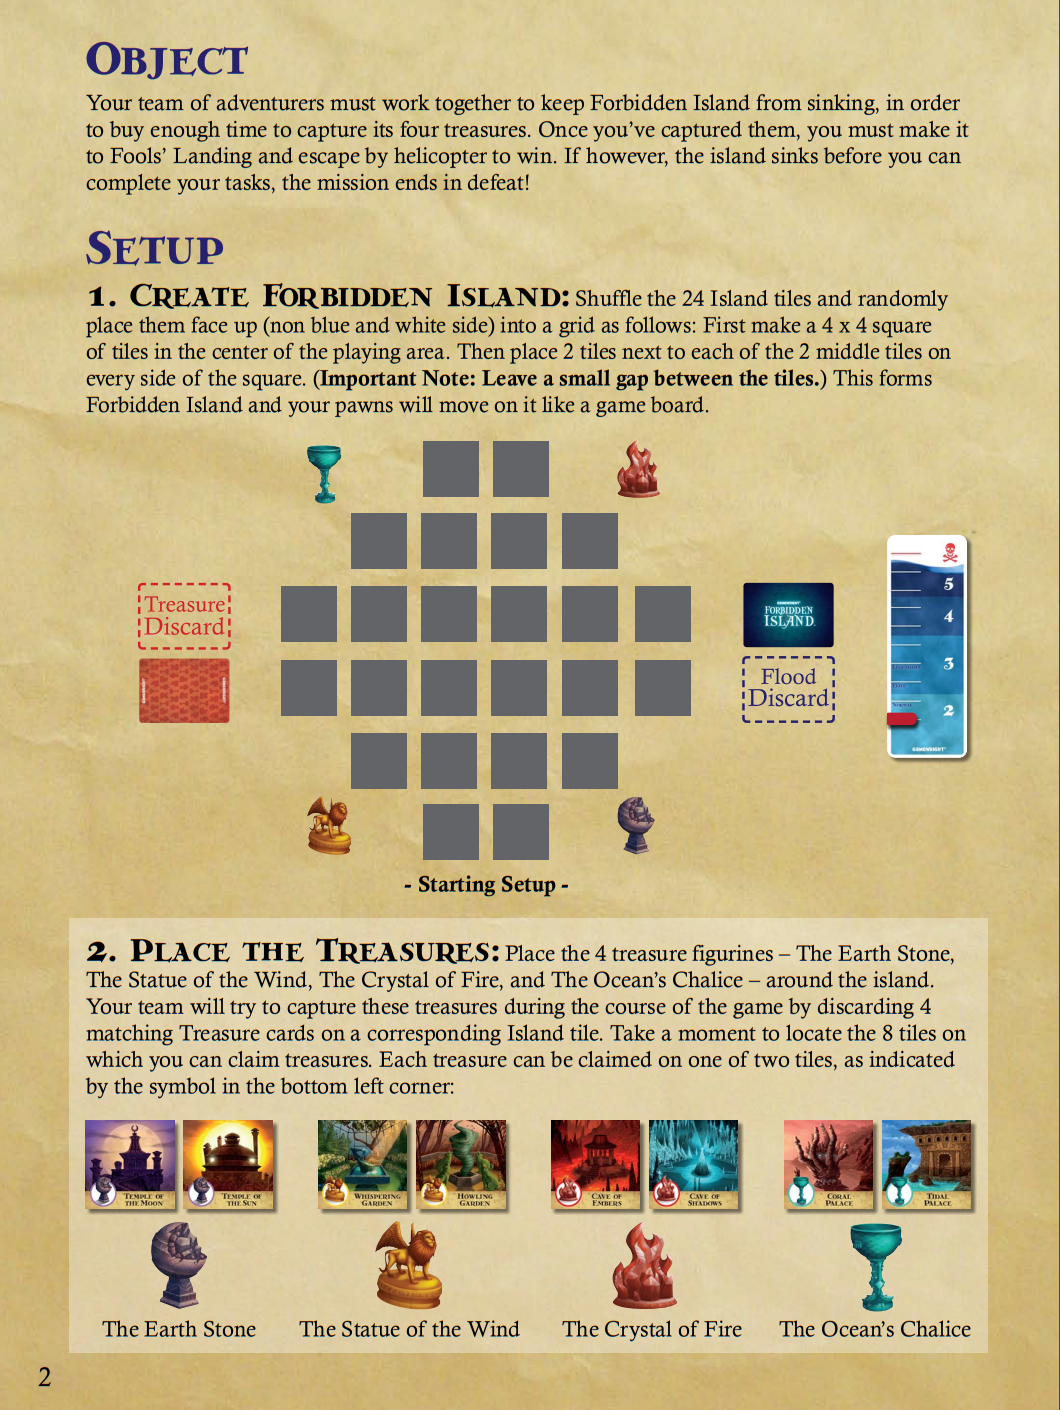 OBJECT
Your team of adventurers must work together to keep Forbidden Island from sinking, in order
to buy enough time to capture its four treasures. Once you've captured them, you must make it
to Fools' Landing and escape by helicopter to win. If however, the island sinks before you can
complete your tasks, the mission ends in defeat!
SETUP
1. CREATE FORBIDDEN ISLAND: Shuffle the 24 Island tiles and randomly
place them face up (non blue and white side) into a grid as follows: First make a 4 x 4 square
of tiles in the center of the playing area. Then place 2 tiles next to each of the 2 middle tiles on
every side of the square. (Important Note: Leave a small gap between the tiles.) This forms
Forbidden Island and your pawns will move on it like a game board.
Treasure
Discard
GAMEWRIGHT
FORBIDDEN
ISLAND
Flood
Discard
5
4
3
2
NORMAL
GAMEWRIGHT
- Starting Setup -
2. PLACE THE TREASURES: Place the 4 treasure figurines – The Earth Stone,
The Statue of the Wind, The Crystal of Fire, and The Ocean's Chalice – around the island.
Your team will try to capture these treasures during the course of the game by discarding 4
matching Treasure cards on a corresponding Island tile. Take a moment to locate the 8 tiles on
which you can claim treasures. Each treasure can be claimed on one of two tiles, as indicated
by the symbol in the bottom left corner:
TEMPLE OF
THE MOON
TEMPLE OF
THE SUN
WHISPERING
GARDEN
HOWLING
GARDEN
CAVE OF
EMBERS
CAVE OF
SHADOWS
CORAL
PALACE
TIDAL
PALACE
The Earth Stone
The Statue of the Wind
The Crystal of Fire
The Ocean's Chalice
2